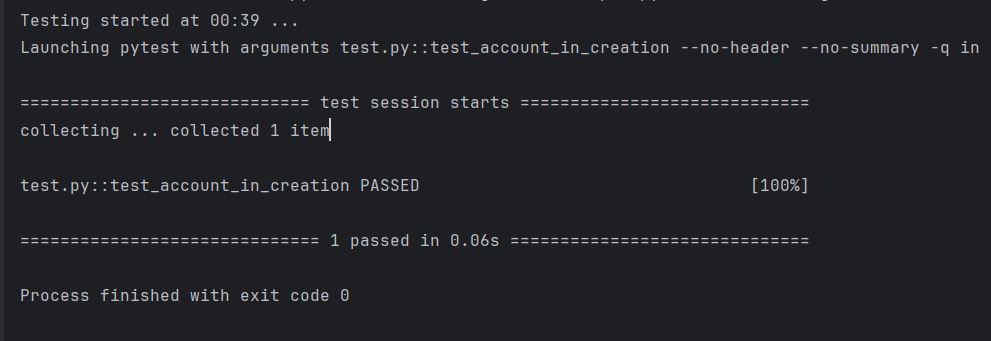 Testing started at 00:39 ...
Launching pytest with arguments test.py::test_account_in_creation --no-header --no-summary -q in

============================= test session starts =============================
collecting ... collected 1 item

test.py::test_account_in_creation PASSED                                 [100%]

============================== 1 passed in 0.06s ==============================

Process finished with exit code 0